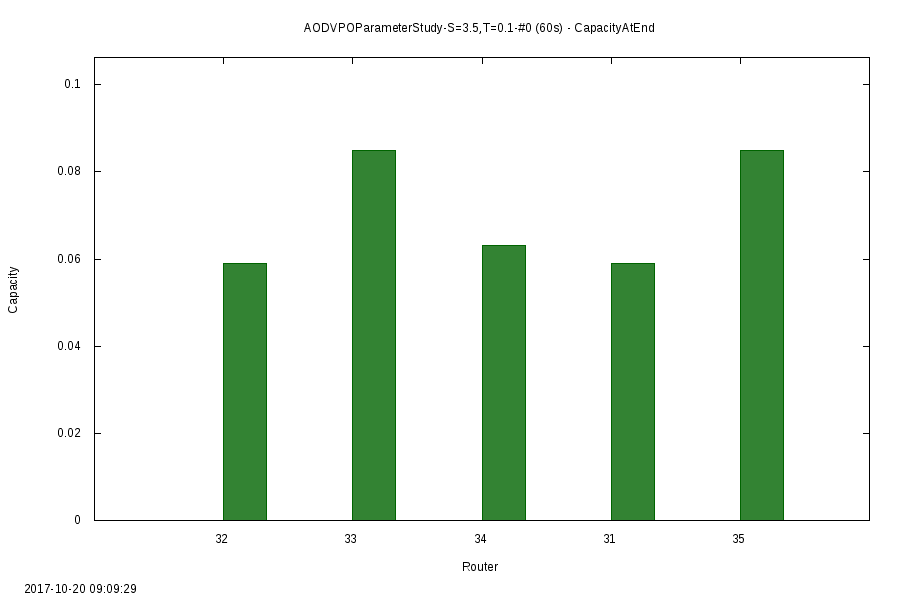 AODVPOParameterStudy-S=3.5,T=0.1-#0 (60s) - CapacityAtEnd
0.1
0.08
0.06
0.04
0.02
0
Capacity
32 33 34 31 35
Router
2017-10-20 09:09:29